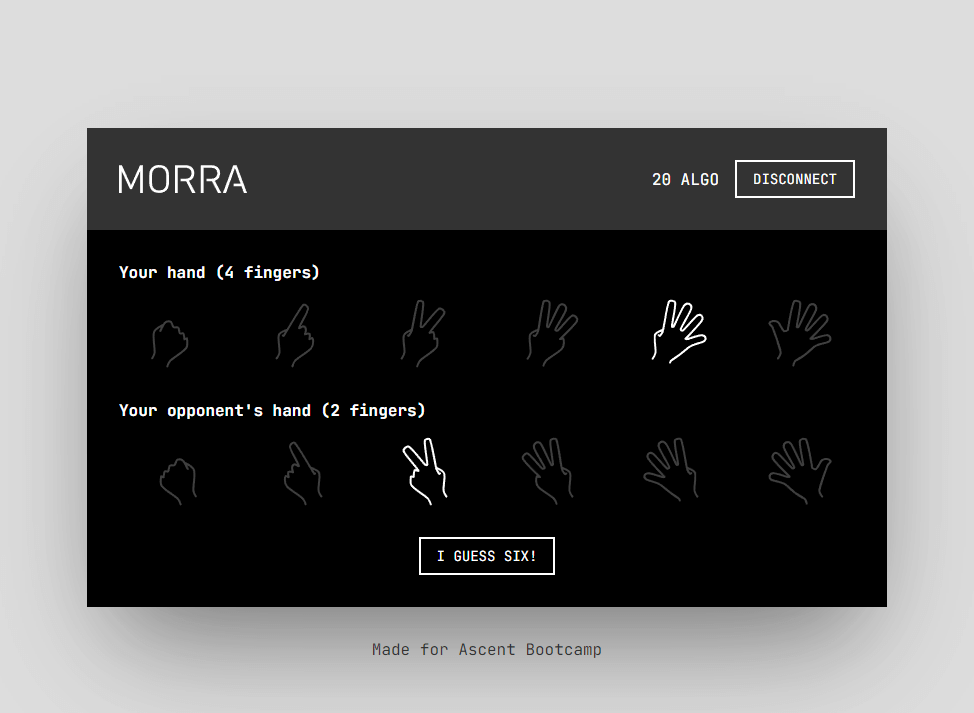 MORRA
20 ALGO
DISCONNECT
Your hand (4 fingers)
Your opponent's hand (2 fingers)
I GUESS SIX!
Made for Ascent Bootcamp